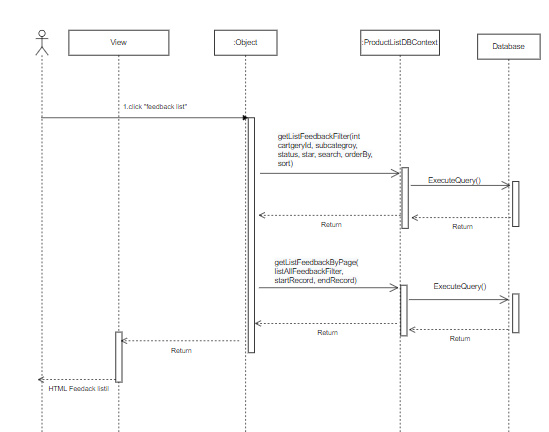 View
:Object
:ProductListDBContext
Database
1.click "feedback list"
getListFeedbackFilter(int
cartgeryId, subcategroy,
status, star, search, orderBy,
sort)
ExecuteQuery()
Return
Return
getListFeedbackByPage(
listAllFeedbackFilter,
startRecord, endRecord)
ExecuteQuery()
Return
Return
Return
HTML Feedack listii